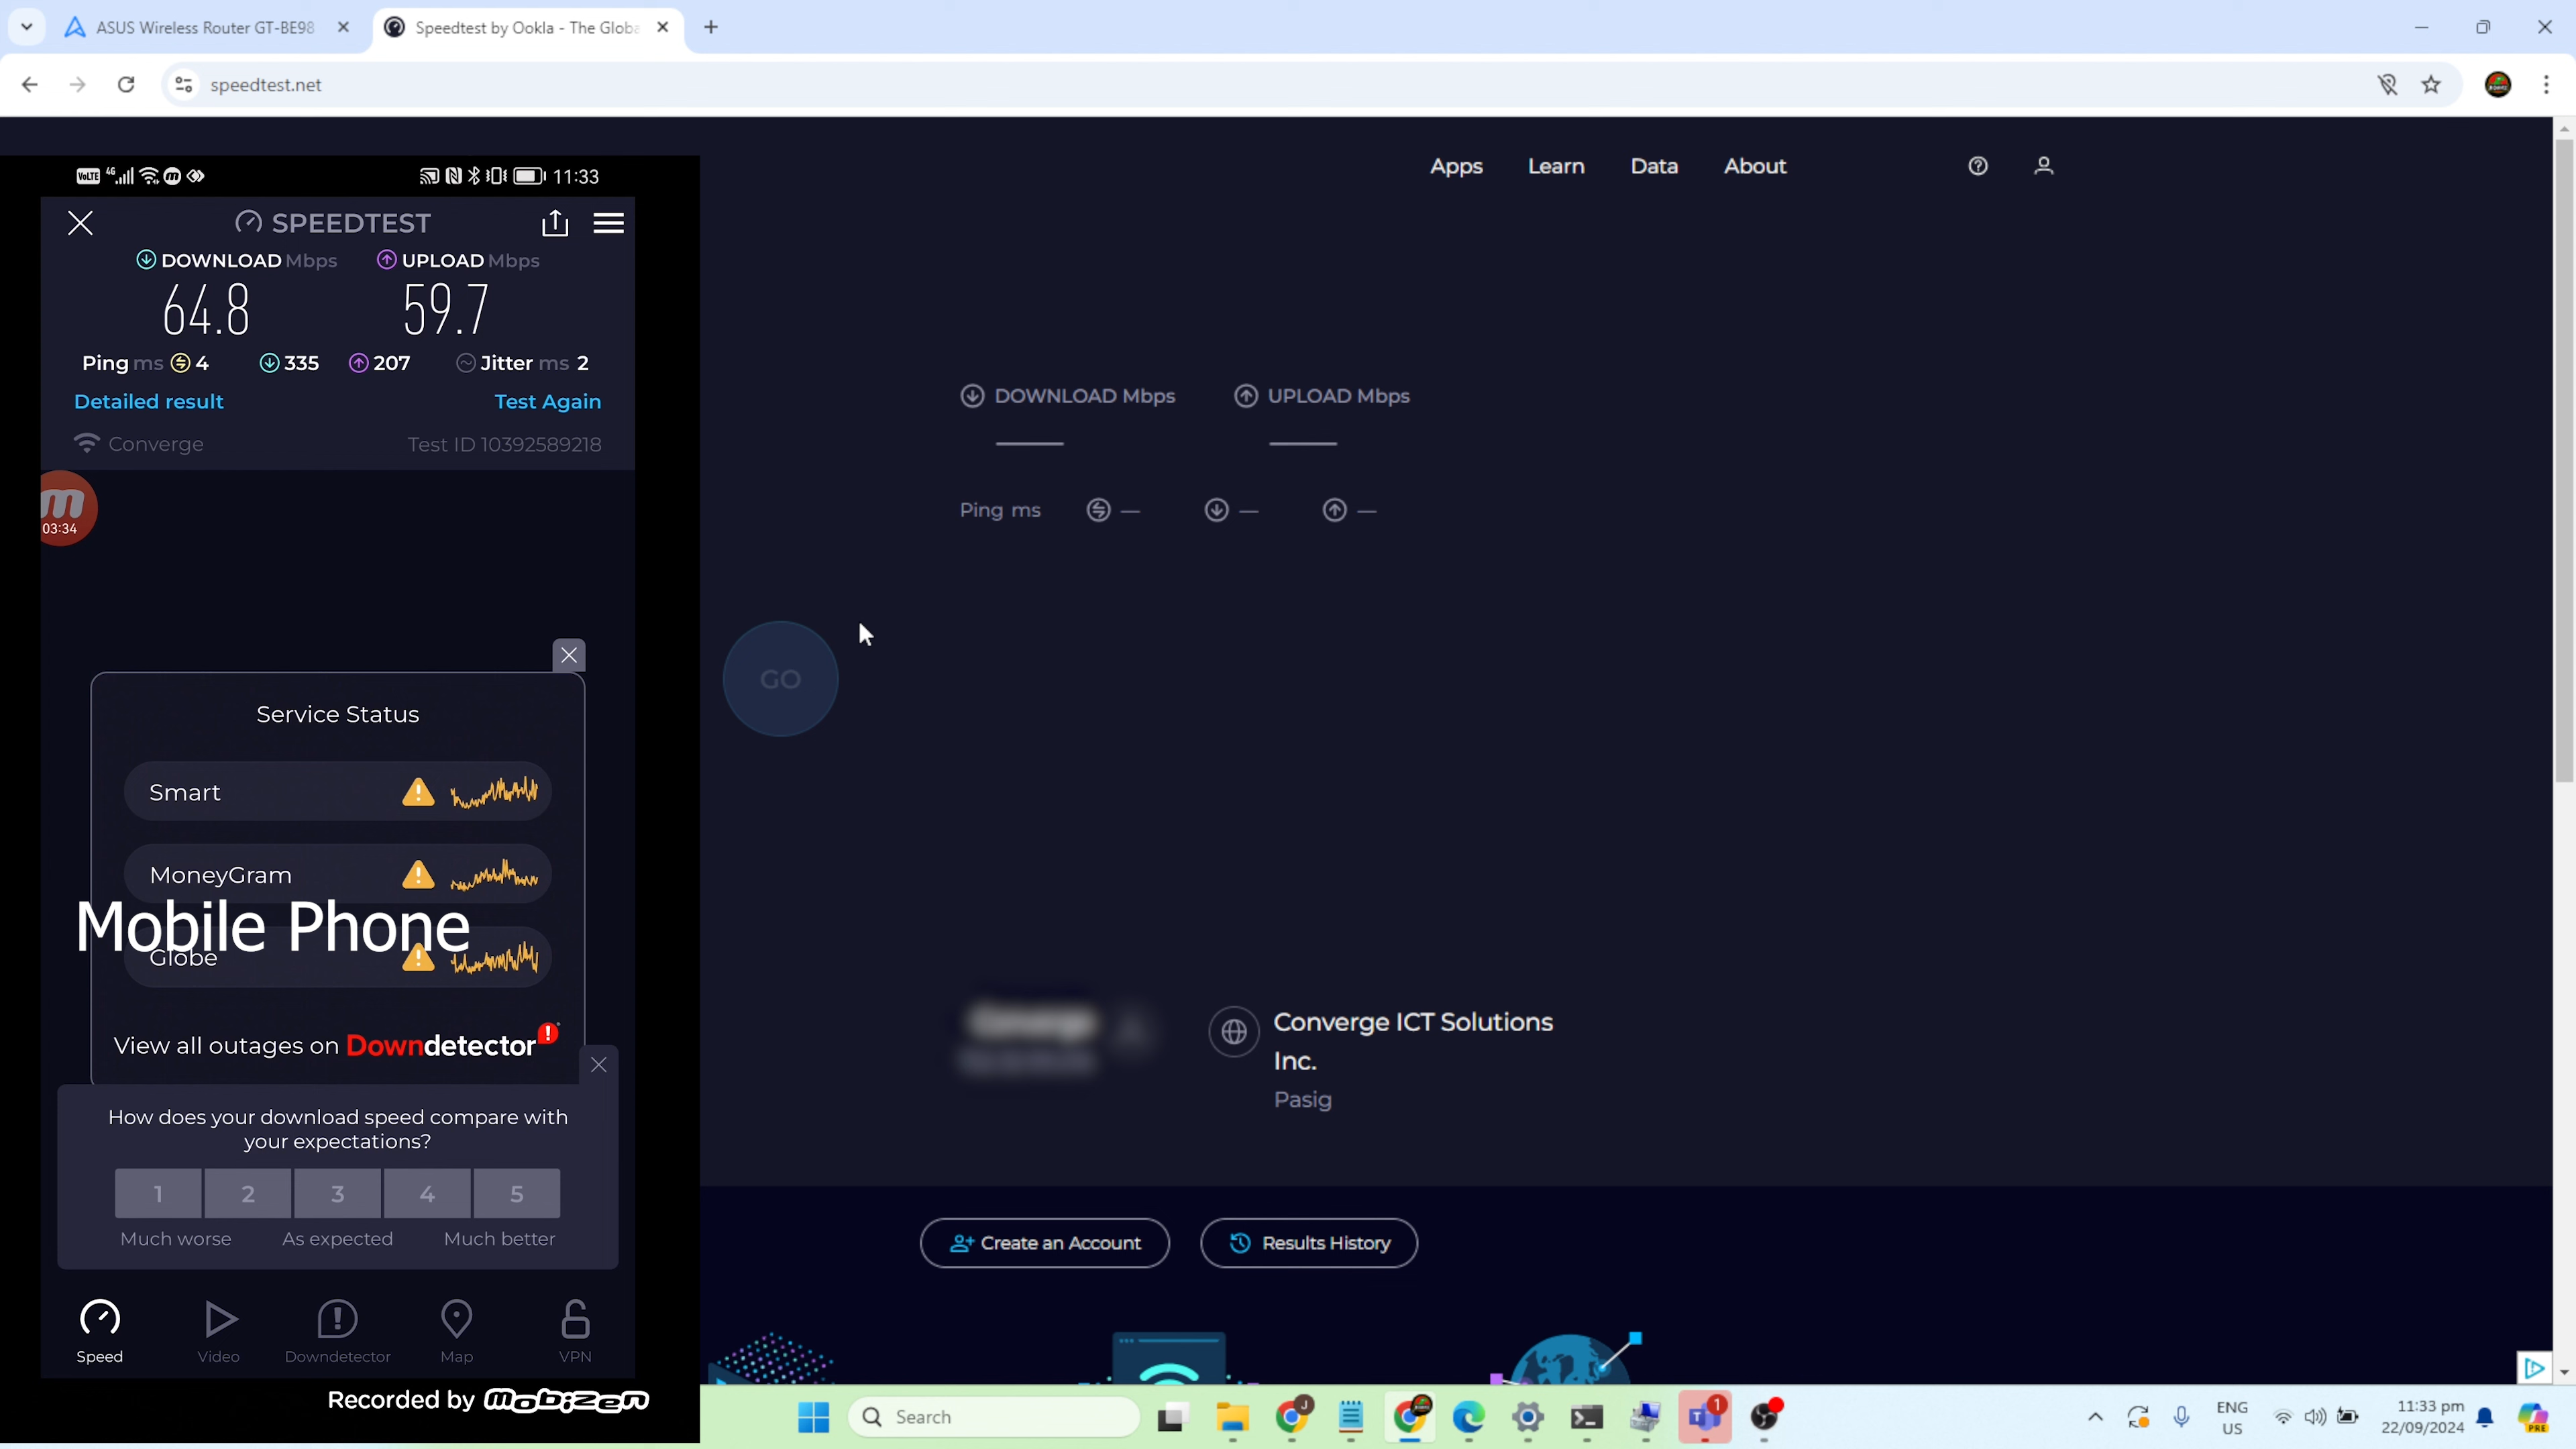 ASUS Wireless Router GT-BE98
Speedtest by Ookla - The Globa
speedtest.net
VoLTE 4G 11:33
SPEEDTEST
DOWNLOAD Mbps UPLOAD Mbps
64.8 59.7
Ping ms 4 335 207 Jitter ms 2
Detailed result Test Again
Converge Test ID 10392589218
03:34
Service Status
Smart
MoneyGram
Mobile Phone
Globe
View all outages on Downdetector
How does your download speed compare with
your expectations?
1 2 3 4 5
Much worse As expected Much better
Speed Video Downdetector Map VPN
Recorded by Mobizen
Apps Learn Data About
DOWNLOAD Mbps UPLOAD Mbps
Ping ms
GO
Converge ICT Solutions
Inc.
Pasig
Create an Account Results History
Search
J
1
ENG
US
11:33 pm
22/09/2024
PRE